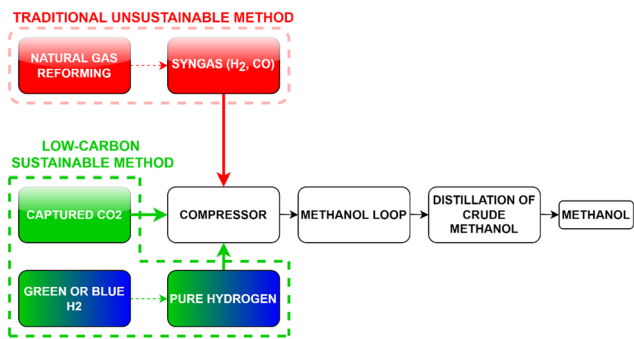 TRADITIONAL UNSUSTAINABLE METHOD
NATURAL GAS
REFORMING
SYNGAS (H2, CO)
LOW-CARBON
SUSTAINABLE METHOD
CAPTURED CO2
COMPRESSOR
METHANOL LOOP
DISTILLATION OF
CRUDE
METHANOL
METHANOL
GREEN OR BLUE
H2
PURE HYDROGEN